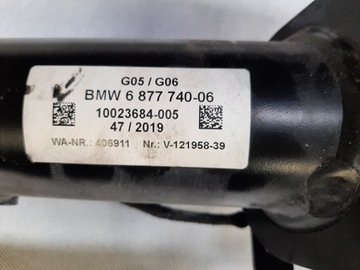 G05 / G06
BMW 6 877 740-06
10023684-005
47 / 2019
WA-NR.: 406911 Nr.: V-121958-39